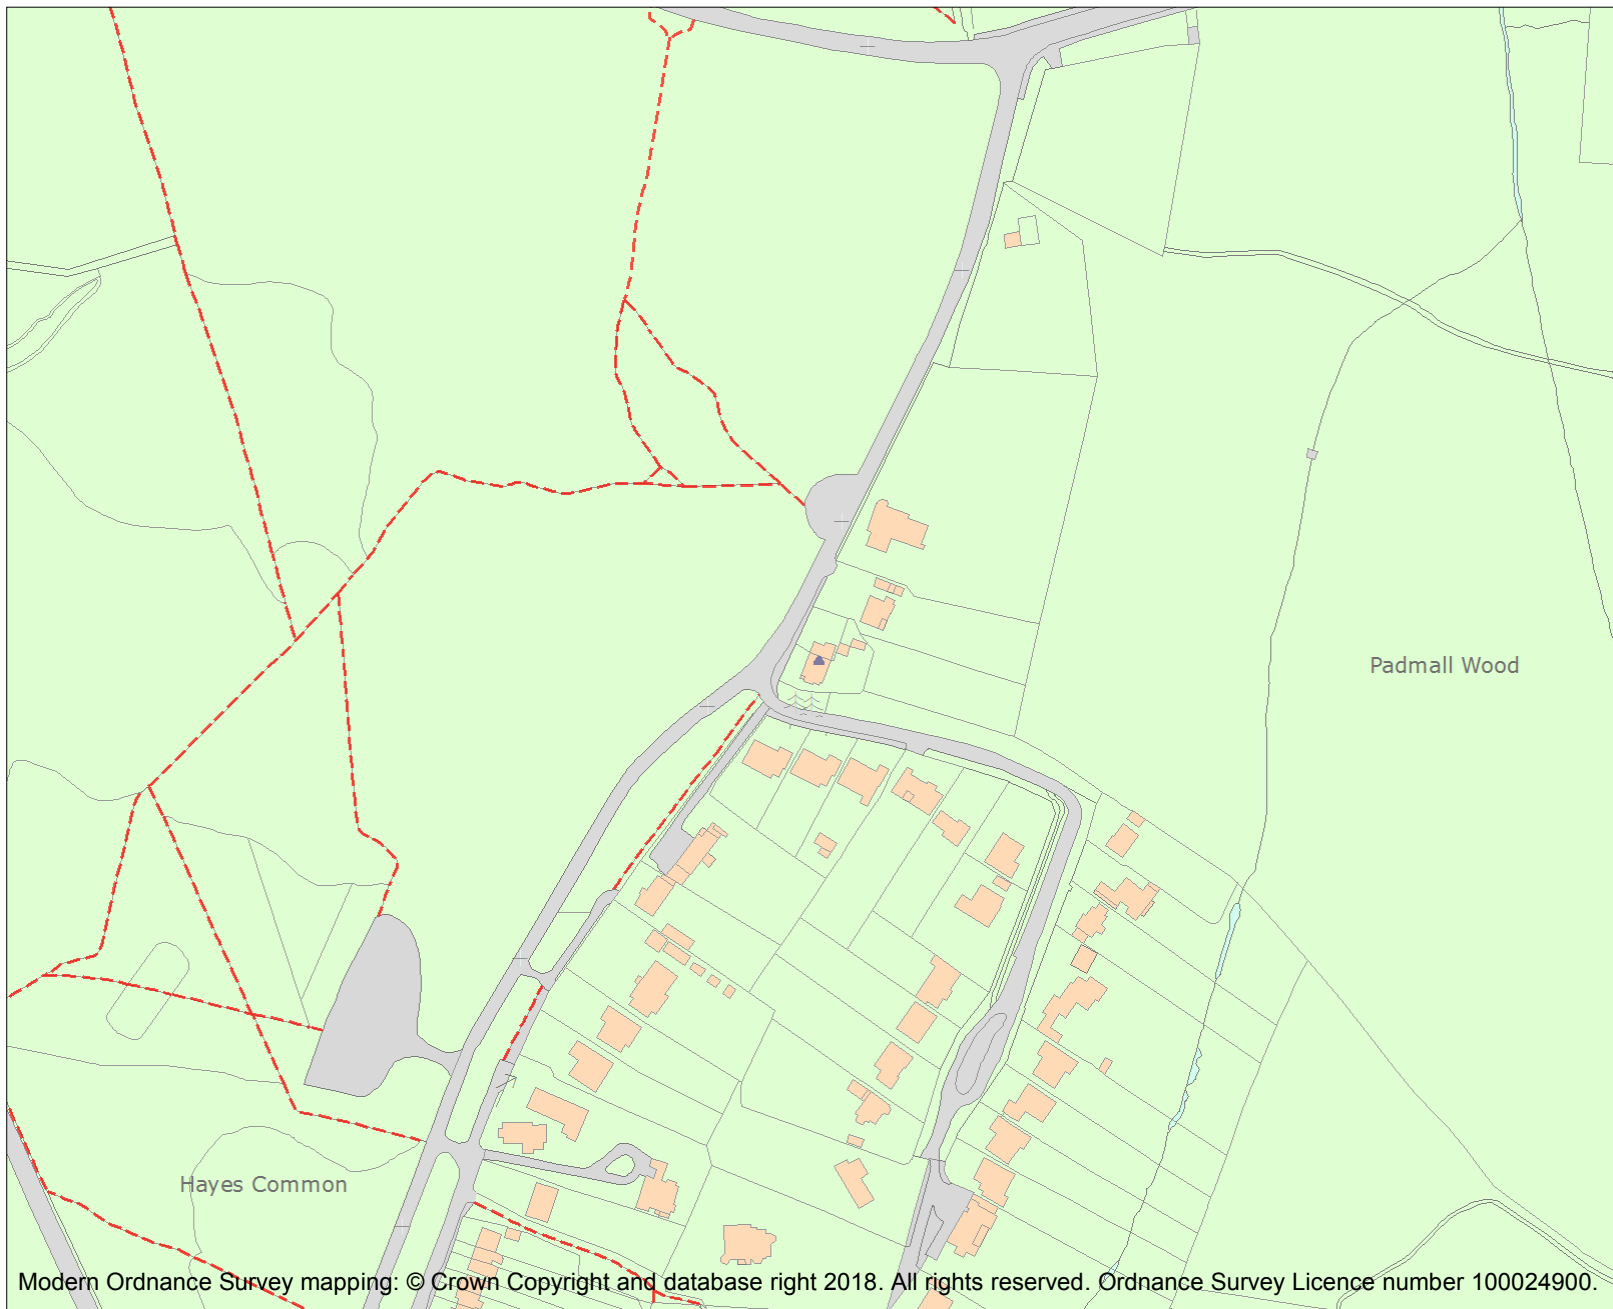 Padmall Wood
Hayes Common
Modern Ordnance Survey mapping: © Crown Copyright and database right 2018. All rights reserved. Ordnance Survey Licence number 100024900.